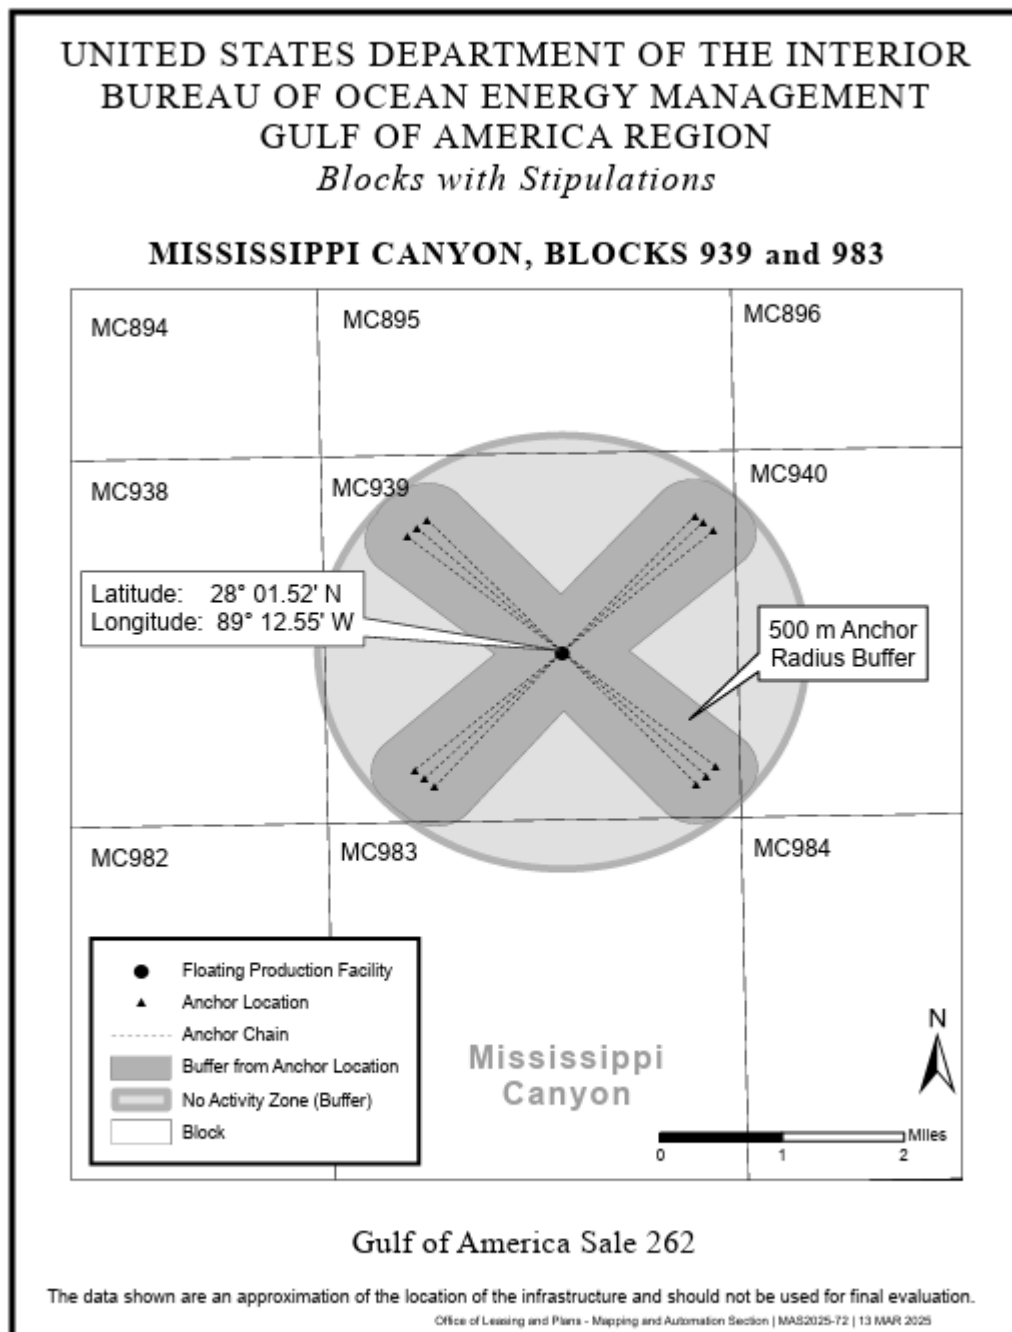 UNITED STATES DEPARTMENT OF THE INTERIOR
BUREAU OF OCEAN ENERGY MANAGEMENT
GULF OF AMERICA REGION
Blocks with Stipulations
MISSISSIPPI CANYON, BLOCKS 939 and 983
MC894
MC895
MC896
MC938
MC939
MC940
Latitude: 28° 01.52' N
Longitude: 89° 12.55' W
500 m Anchor
Radius Buffer
MC982
MC983
MC984
Floating Production Facility
Anchor Location
Anchor Chain
Buffer from Anchor Location
No Activity Zone (Buffer)
Block
Mississippi
Canyon
N
Miles
0 1 2
Gulf of America Sale 262
The data shown are an approximation of the location of the infrastructure and should not be used for final evaluation.
Office of Leasing and Plans - Mapping and Automation Section | MAS2025-72 | 13 MAR 2025